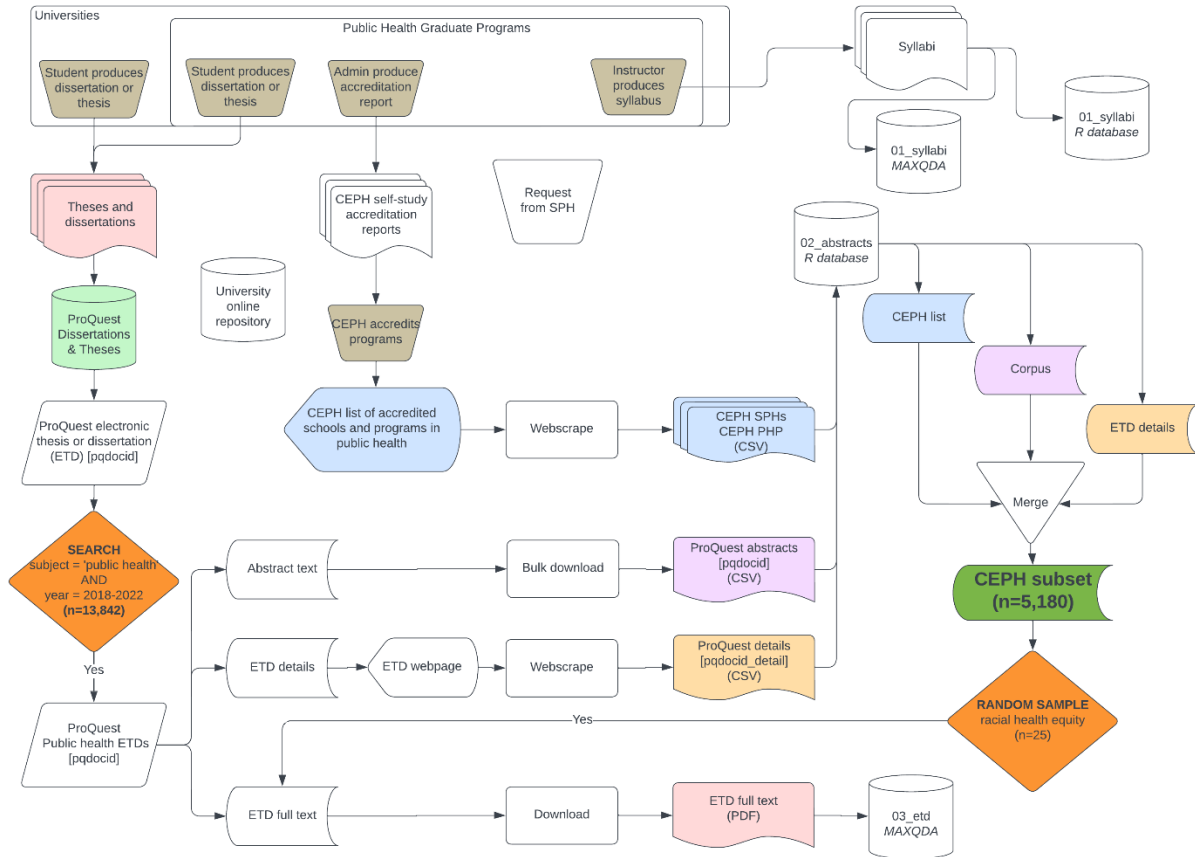 Universities
Public Health Graduate Programs
Student produces
dissertation or
thesis
Student produces
dissertation or
thesis
Admin produce
accreditation
report
Instructor
produces
syllabus
Syllabi
01_syllabi
R database
01_syllabi
MAXQDA
Theses and
dissertations
CEPH self-study
accreditation
reports
Request
from SPH
02_abstracts
R database
University
online
repository
ProQuest
Dissertations
& Theses
CEPH accredits
programs
CEPH list
Corpus
ETD details
ProQuest electronic
thesis or dissertation
(ETD) [pqdocid]
CEPH list of accredited
schools and programs in
public health
Webscrape
CEPH SPHs
CEPH PHP
(CSV)
Merge
SEARCH
subject = 'public health'
AND
year = 2018-2022
(n=13,842)
Abstract text
Bulk download
ProQuest abstracts
[pqdocid]
(CSV)
CEPH subset
(n=5,180)
Yes
ETD details
ETD webpage
Webscrape
ProQuest details
[pqdocid_detail]
(CSV)
RANDOM SAMPLE
racial health equity
(n=25)
Yes
ProQuest
Public health ETDs
[pqdocid]
ETD full text
Download
ETD full text
(PDF)
03_etd
MAXQDA